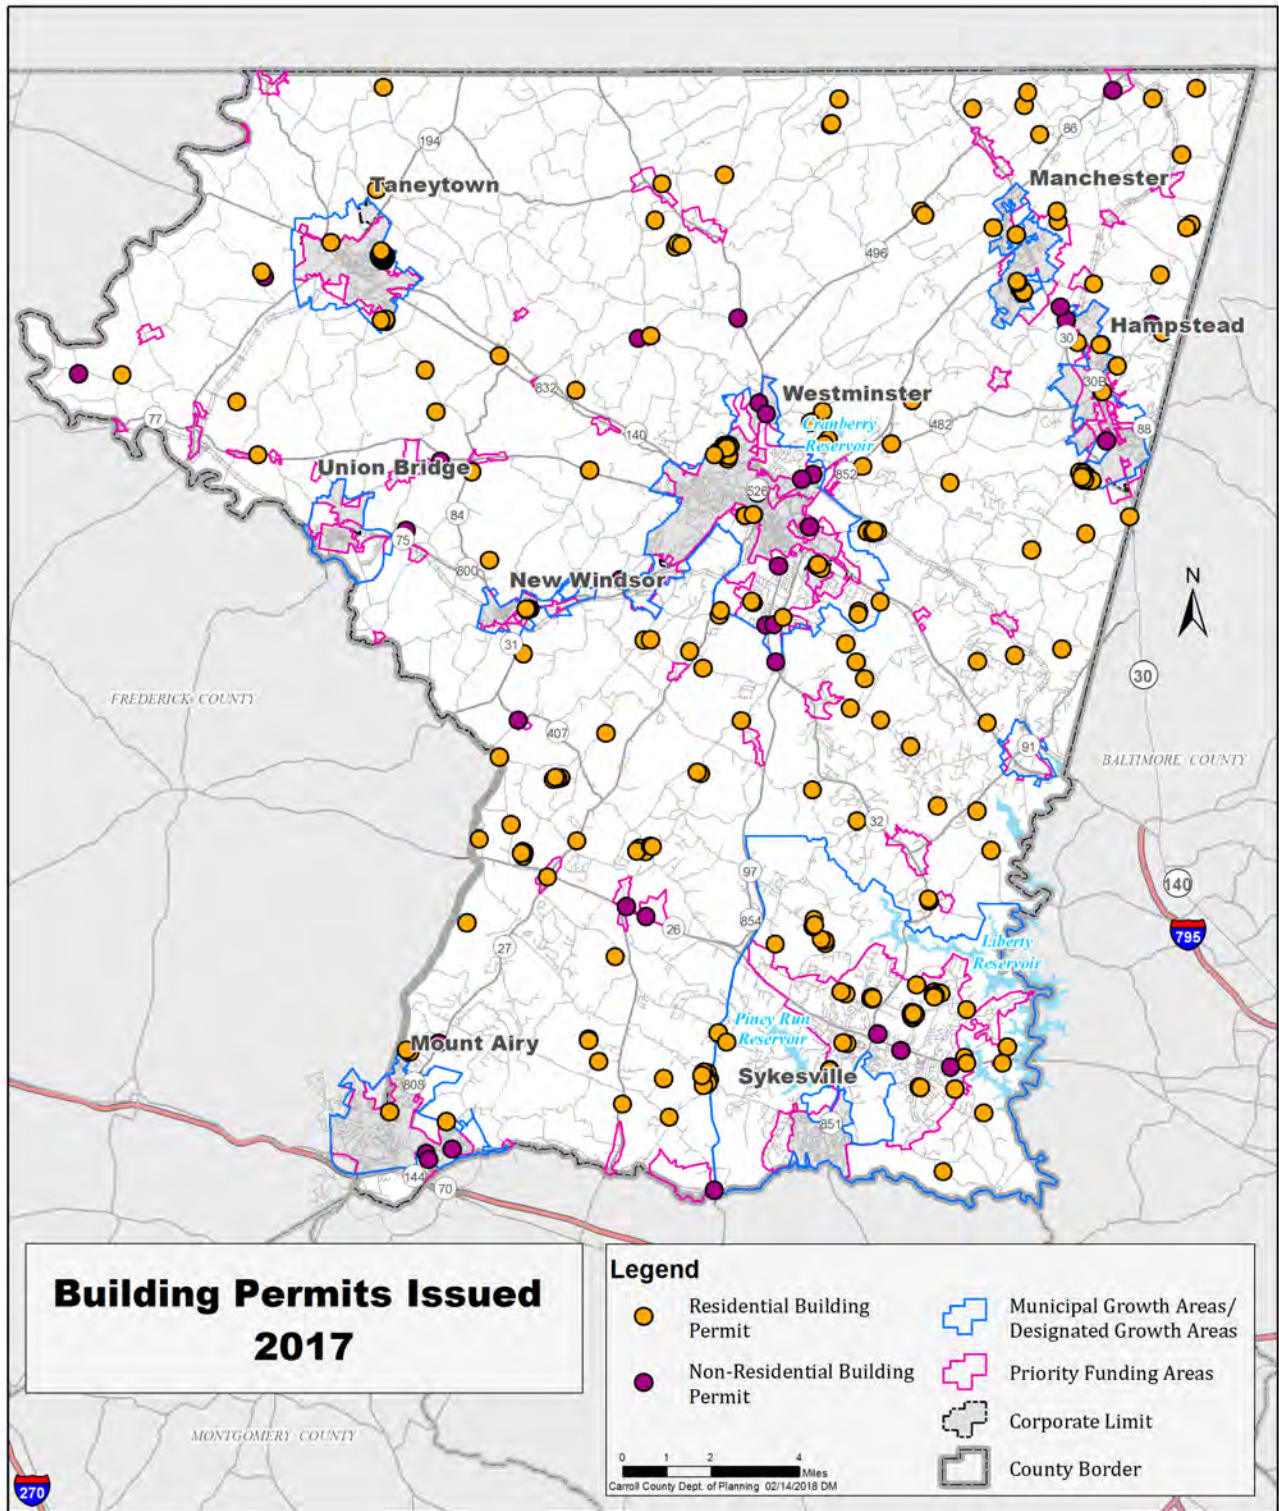 194
86
Taneytown
Manchester
496
Hampstead
30
832
Westminster
30B
77
140
Cranberry
Reservoir
482
88
Union Bridge
852
526
84
75
800
New Windsor
N
31
30
FREDERICK COUNTY
407
91
BALTIMORE COUNTY
32
97
140
854
26
795
27
Liberty
Reservoir
Piney Run
Reservoir
Mount Airy
Sykesville
808
851
144
70
Building Permits Issued
2017
Legend
Residential Building
Permit
Non-Residential Building
Permit
Municipal Growth Areas/
Designated Growth Areas
Priority Funding Areas
Corporate Limit
County Border
0 1 2 4
Miles
Carroll County Dept. of Planning 02/14/2018 DM
MONTGOMERY COUNTY
270